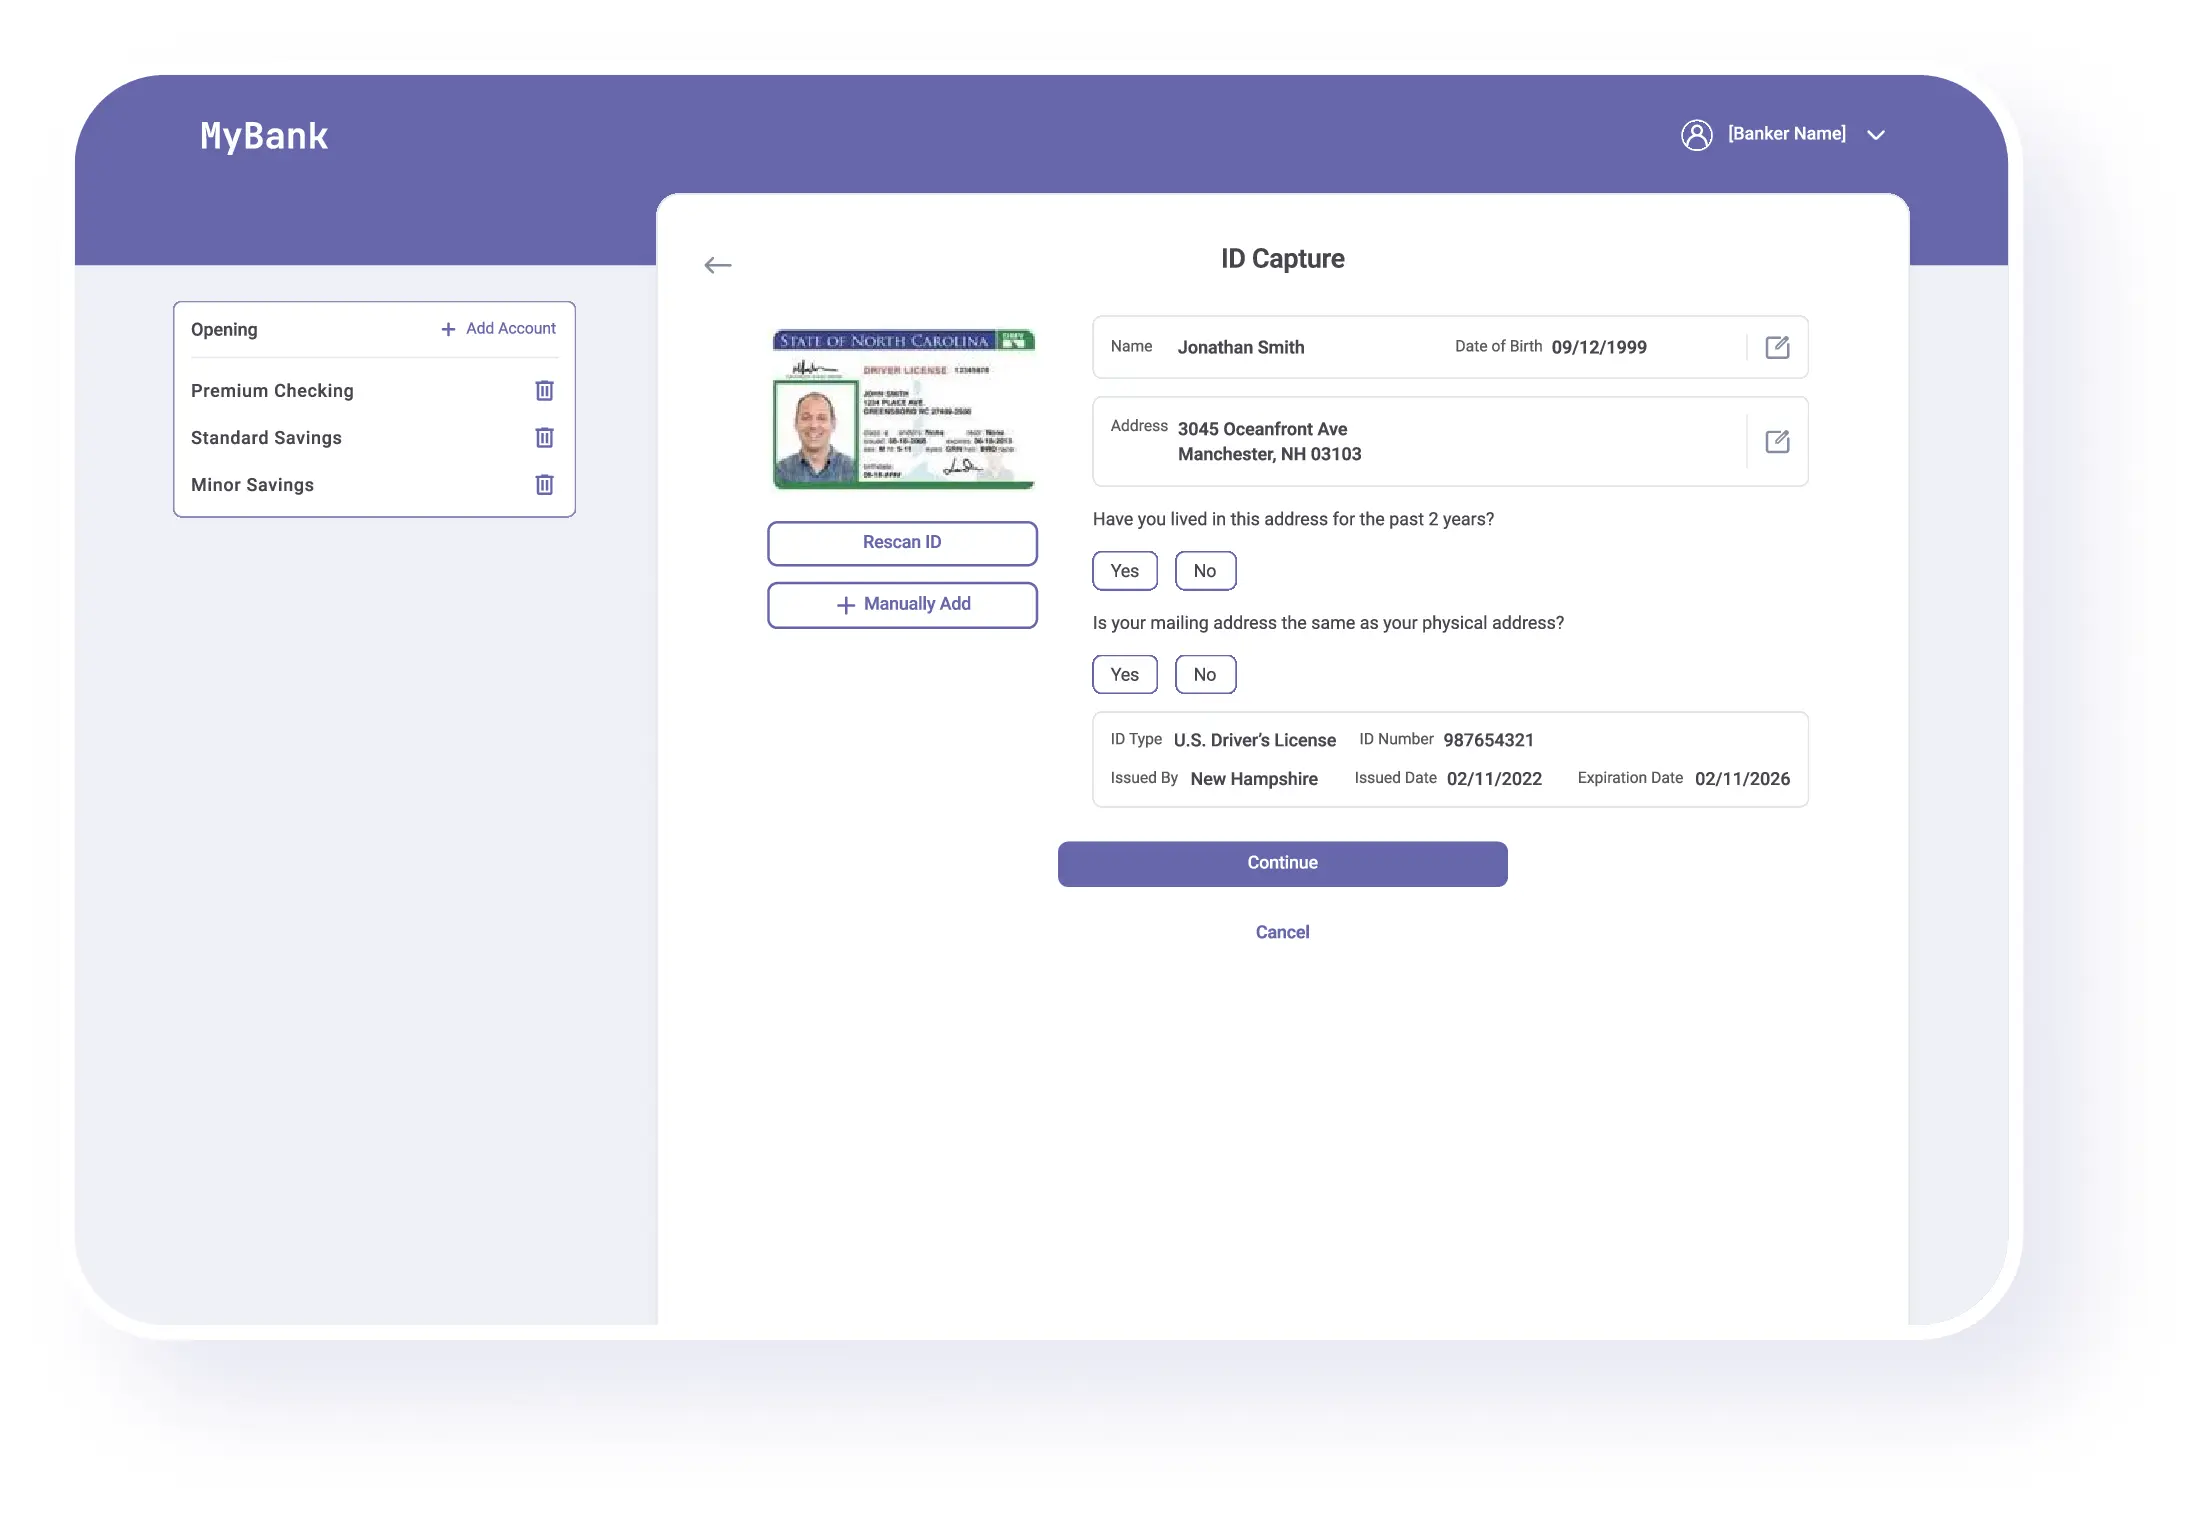 MyBank
[Banker Name]
Opening
Add Account
Premium Checking
Standard Savings
Minor Savings
ID Capture
STATE OF NORTH CAROLINA
DRIVER LICENSE 12345678
JOHN SMITH
1234 PLACE AVE.
GREENSBORO NC
Rescan ID
Manually Add
Name Jonathan Smith Date of Birth 09/12/1999
Address 3045 Oceanfront Ave
Manchester, NH 03103
Have you lived in this address for the past 2 years?
Yes No
Is your mailing address the same as your physical address?
Yes No
ID Type U.S. Driver’s License ID Number 987654321
Issued By New Hampshire Issued Date 02/11/2022 Expiration Date 02/11/2026
Continue
Cancel